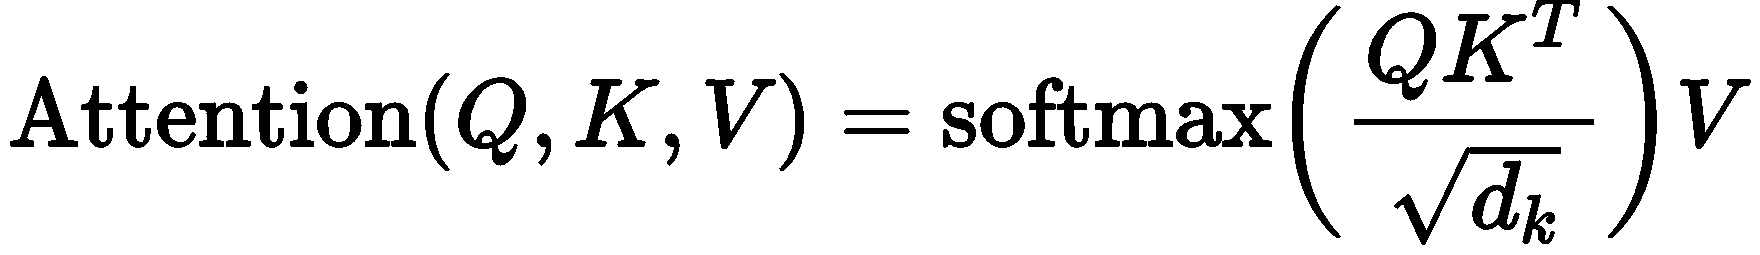 Attention(Q, K, V) = softmax(QK^T / √d_k)V